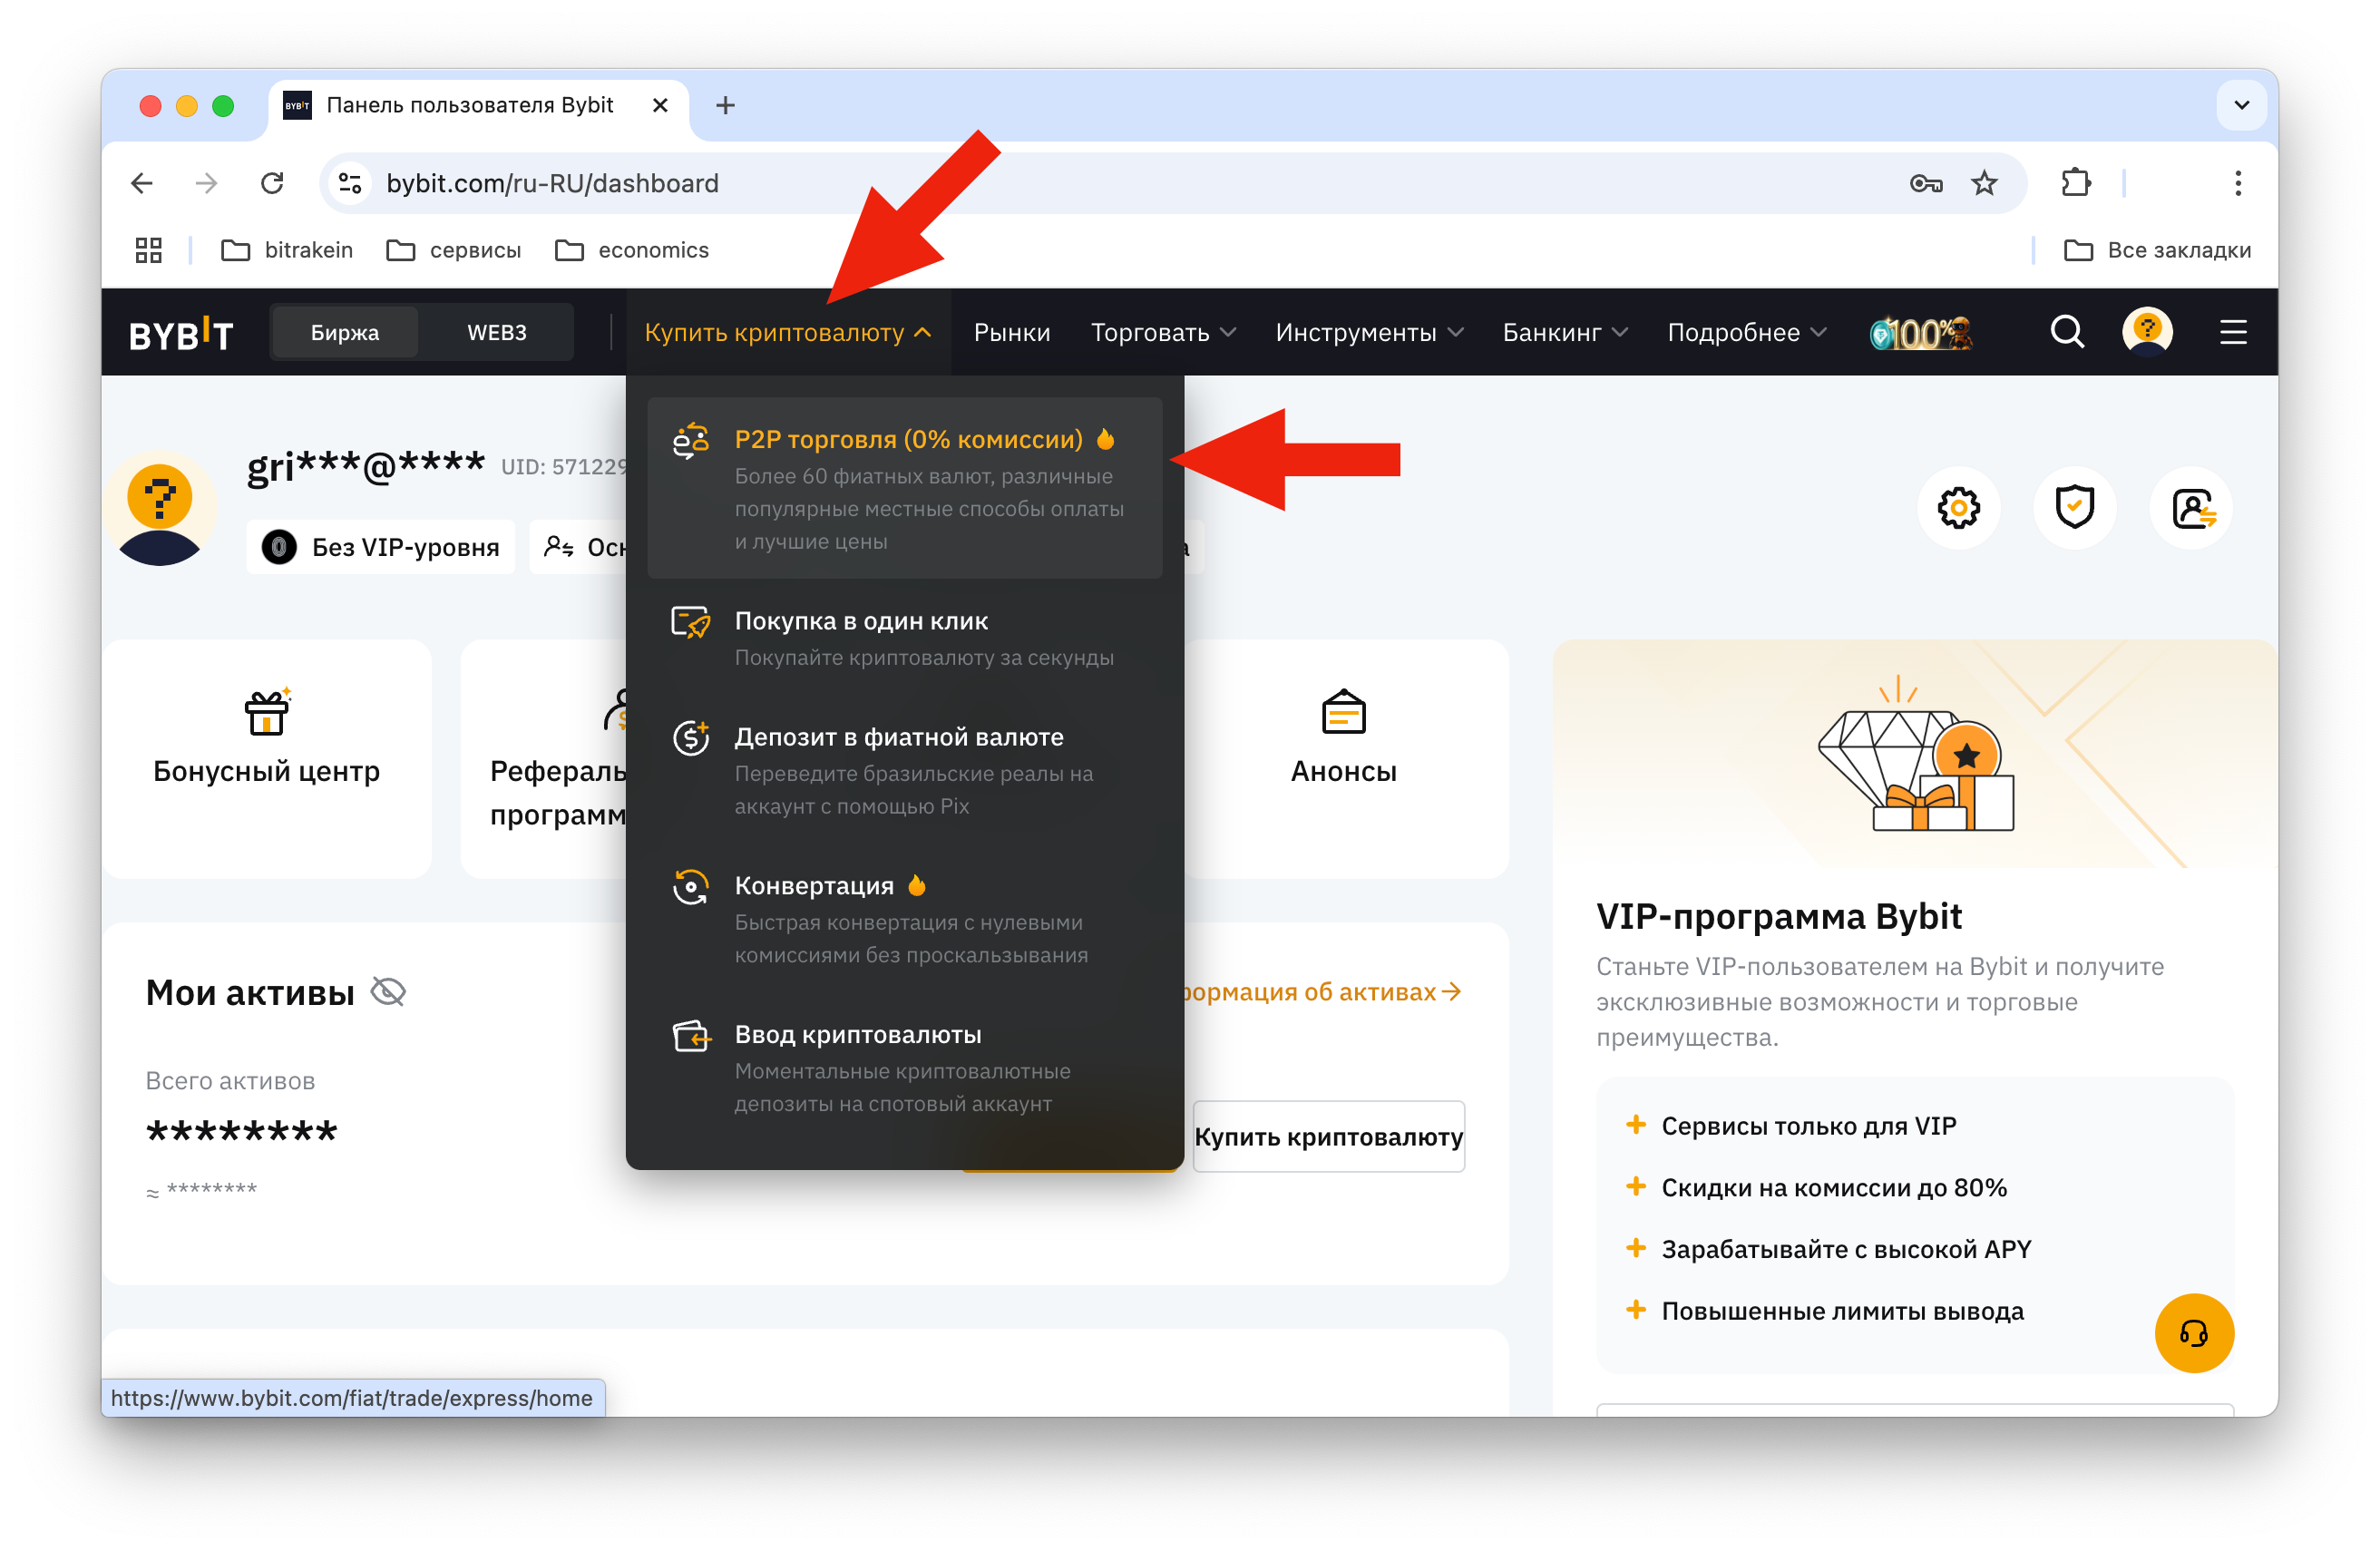 Панель пользователя Bybit
bybit.com/ru-RU/dashboard
bitrakein
сервисы
economics
Все закладки
BYBIT
Биржа
WEB3
Купить криптовалюту
Рынки
Торговать
Инструменты
Банкинг
Подробнее
100%
gri***@****
UID: 571229
Без VIP-уровня
P2P торговля (0% комиссии)
Более 60 фиатных валют, различные
популярные местные способы оплаты
и лучшие цены
Покупка в один клик
Покупайте криптовалюту за секунды
Депозит в фиатной валюте
Переведите бразильские реалы на
аккаунт с помощью Pix
Конвертация
Быстрая конвертация с нулевыми
комиссиями без проскальзывания
Ввод криптовалюты
Моментальные криптовалютные
депозиты на спотовый аккаунт
Бонусный центр
Анонсы
Мои активы
об активах
Всего активов
********
≈ ********
Купить криптовалюту
VIP-программа Bybit
Станьте VIP-пользователем на Bybit и получите
эксклюзивные возможности и торговые
преимущества.
Сервисы только для VIP
Скидки на комиссии до 80%
Зарабатывайте с высокой APY
Повышенные лимиты вывода
https://www.bybit.com/fiat/trade/express/home